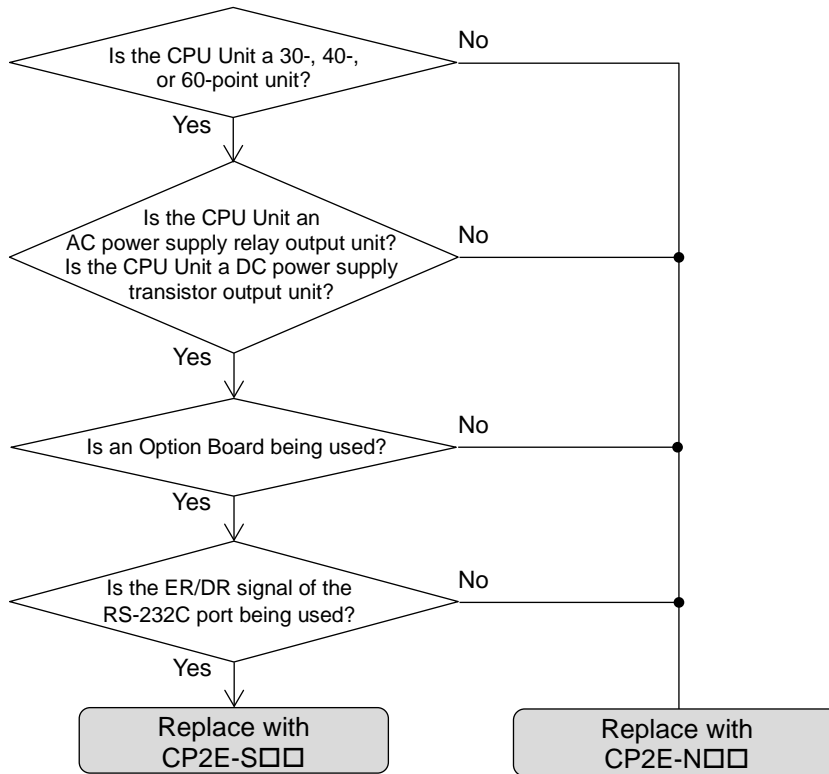 Is the CPU Unit a 30-, 40-,
or 60-point unit?
No
Yes
Is the CPU Unit an
AC power supply relay output unit?
Is the CPU Unit a DC power supply
transistor output unit?
No
Yes
Is an Option Board being used?
No
Yes
Is the ER/DR signal of the
RS-232C port being used?
No
Yes
Replace with
CP2E-S□□
Replace with
CP2E-N□□